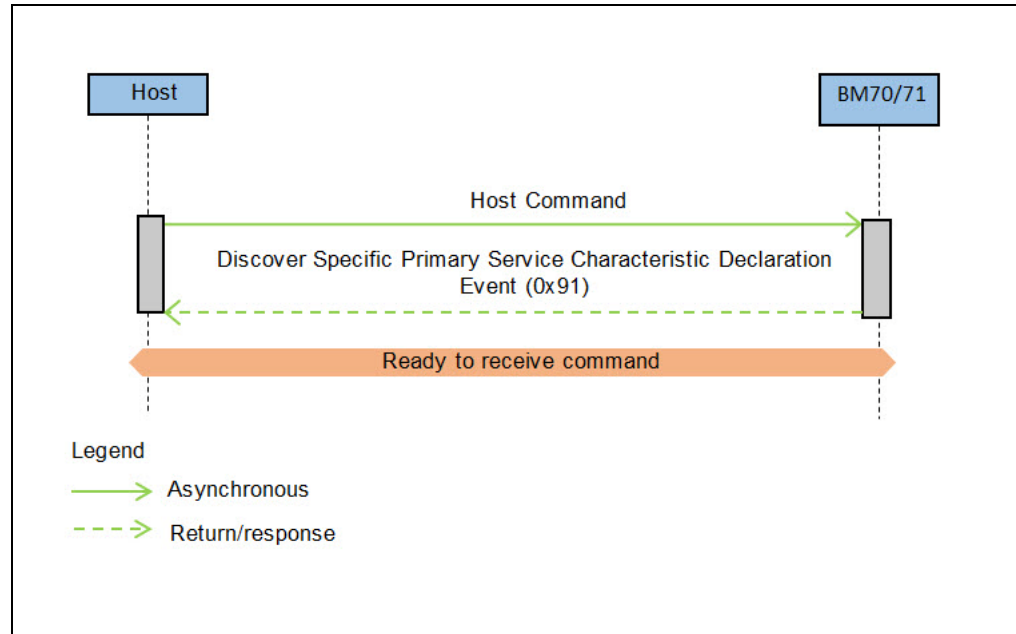 Host
BM70/71
Host Command
Discover Specific Primary Service Characteristic Declaration
Event (0x91)
Ready to receive command
Legend
Asynchronous
Return/response